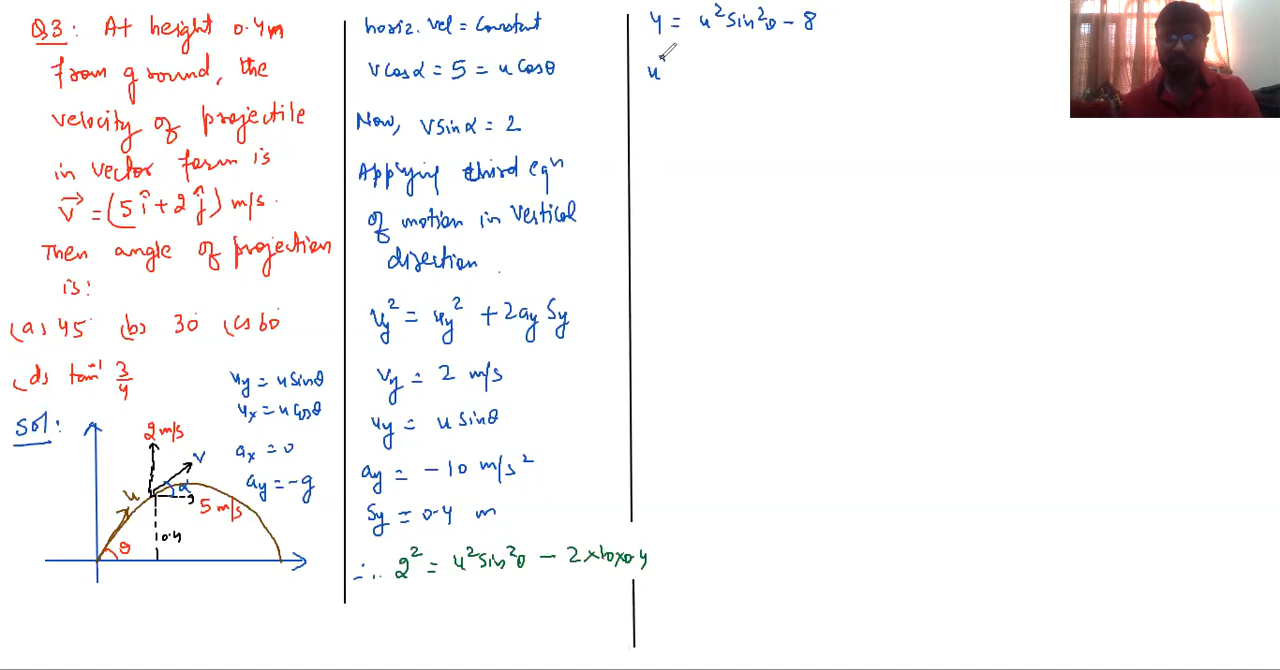 Q3: At height 0.4m
from ground, the
velocity of projectile
in vector form is
v⃗ = (5î + 2ĵ) m/s.
Then angle of projection
is:
(a) 45° (b) 30 (c) 60
(d) tan⁻¹ 3/4
Sol:
uy = u sinθ
ux = u cosθ
ax = 0
ay = -g
2 m/s
v
u
α
5 m/s
θ
0.4
horiz. vel = Constant
v cosα = 5 = u cosθ
Now, v sinα = 2
Applying third eqⁿ
of motion in vertical
direction.
vy² = uy² + 2ay Sy
vy = 2 m/s
uy = u sinθ
ay = -10 m/s²
Sy = 0.4 m
∴ 2² = u² sin²θ - 2×10×0.4
4 = u² sin²θ - 8
u